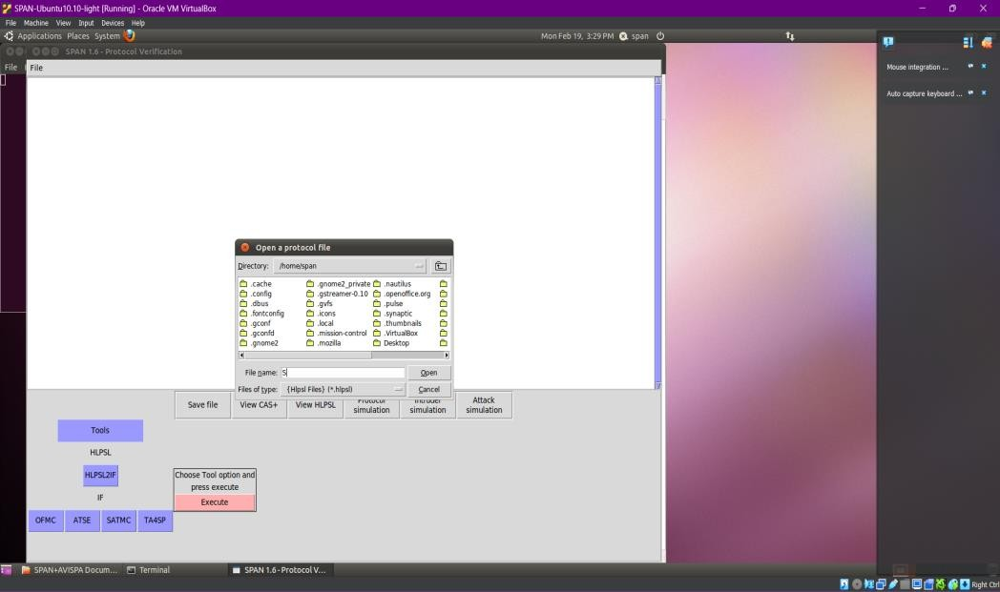 SPAN-Ubuntu10.10-light [Running] - Oracle VM VirtualBox
File Machine View Input Devices Help
Applications Places System Mon Feb 19, 3:29 PM span
SPAN 1.6 - Protocol Verification
File
File
Mouse integration ...
Auto capture keyboard ...
Open a protocol file
Directory: /home/span
.cache .gnome2_private .nautilus
.config .gstreamer-0.10 .openoffice.org
.dbus .gvfs .pulse
.fontconfig .icons .synaptic
.gconf .local .thumbnails
.gconfd .mission-control .VirtualBox
.gnome2 .mozilla Desktop
File name: S Open
Files of type: {Hlpsl Files} (*.hlpsl) Cancel
Save file View CAS+ View HLPSL Protocol simulation Intruder simulation Attack simulation
Tools
HLPSL
HLPSL2IF
IF
OFMC ATSE SATMC TA4SP
Choose Tool option and
press execute
Execute
SPAN+AVISPA Docum... Terminal SPAN 1.6 - Protocol V...
Right Ctrl